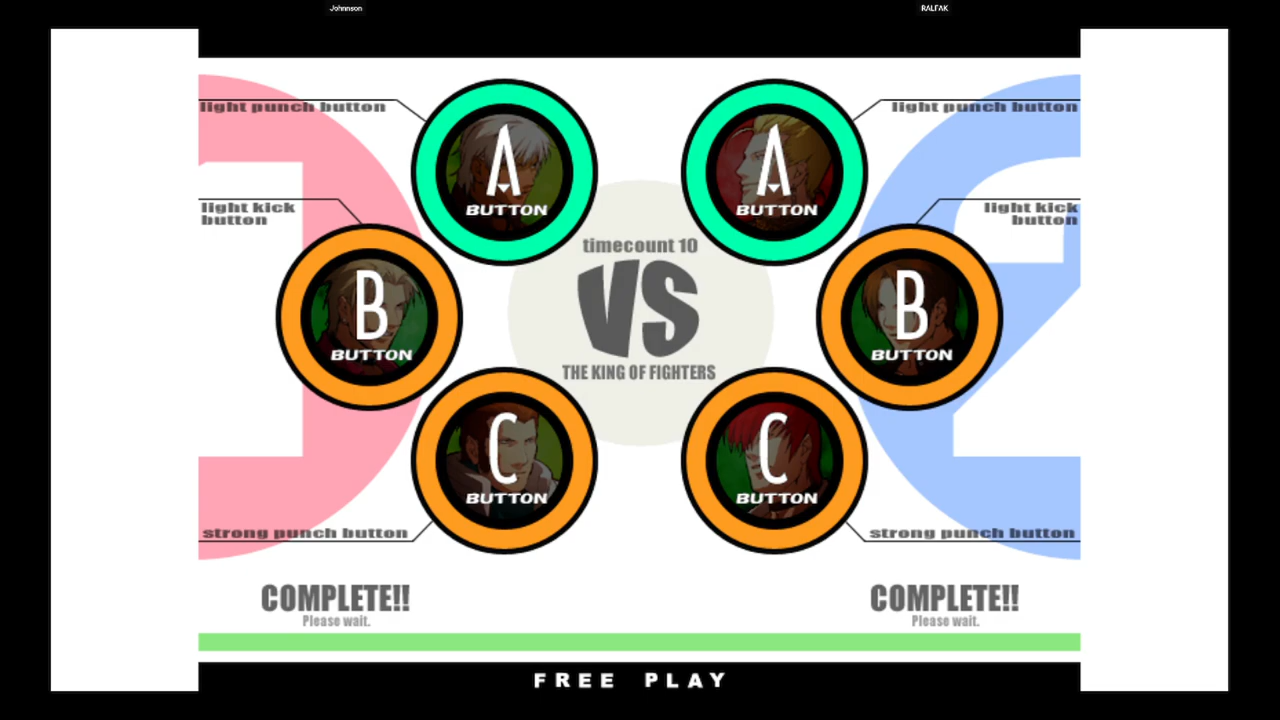 Johnnson
RALFAK
light punch button
light punch button
A
BUTTON
A
BUTTON
light kick
button
light kick
button
timecount 10
VS
THE KING OF FIGHTERS
B
BUTTON
B
BUTTON
C
BUTTON
C
BUTTON
strong punch button
strong punch button
COMPLETE!!
Please wait.
COMPLETE!!
Please wait.
FREE PLAY